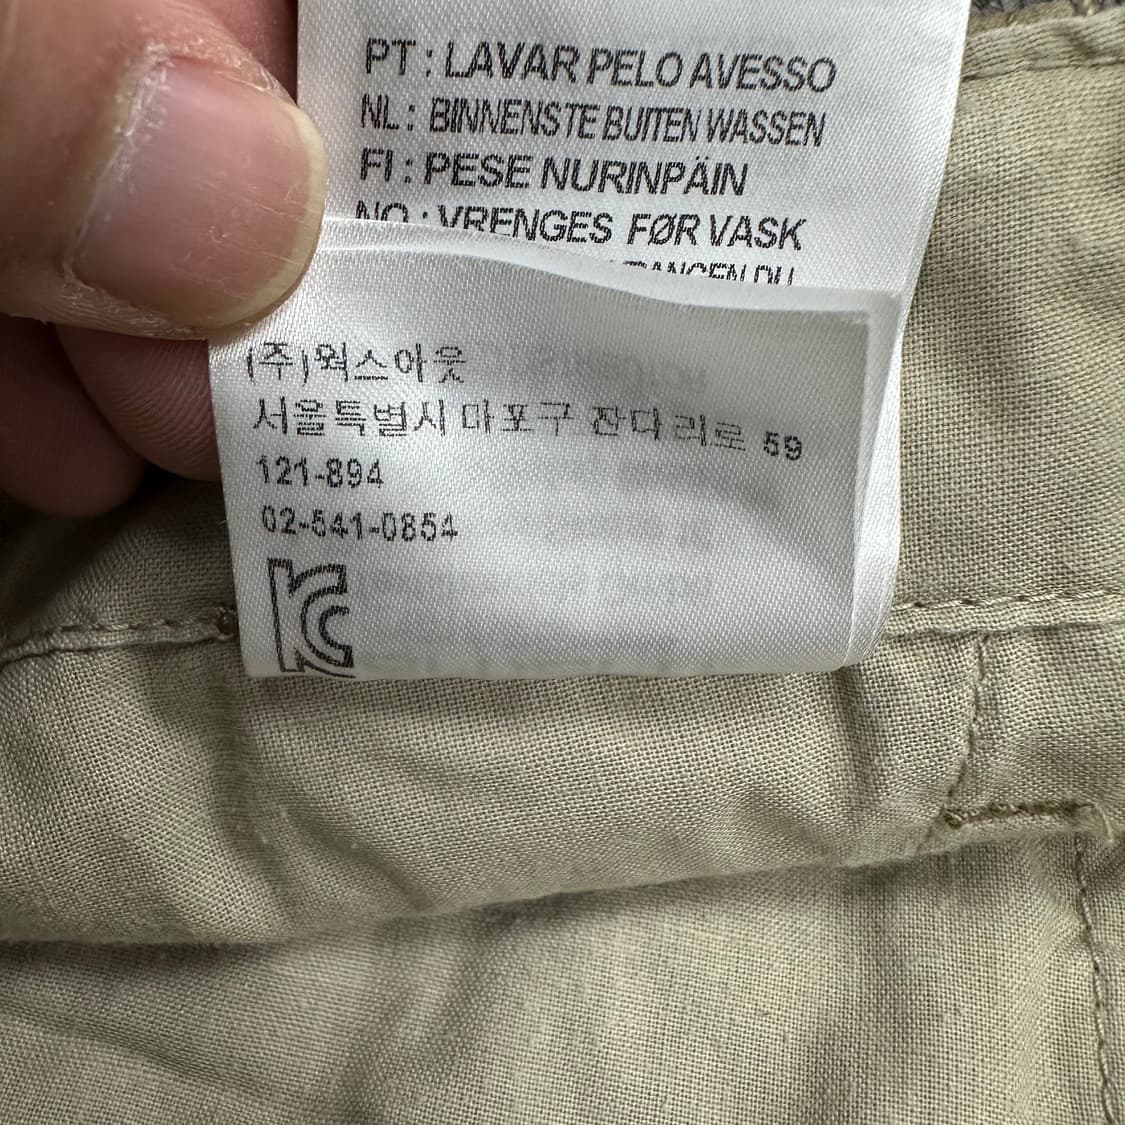 PT : LAVAR PELO AVESSO
NL : BINNENSTE BUITEN WASSEN
FI : PESE NURINPÄIN
NO : VRENGES FØR VASK
DU
(주)웍스아웃
서울특별시 마포구 잔다리로 59
121-894
02-541-0854